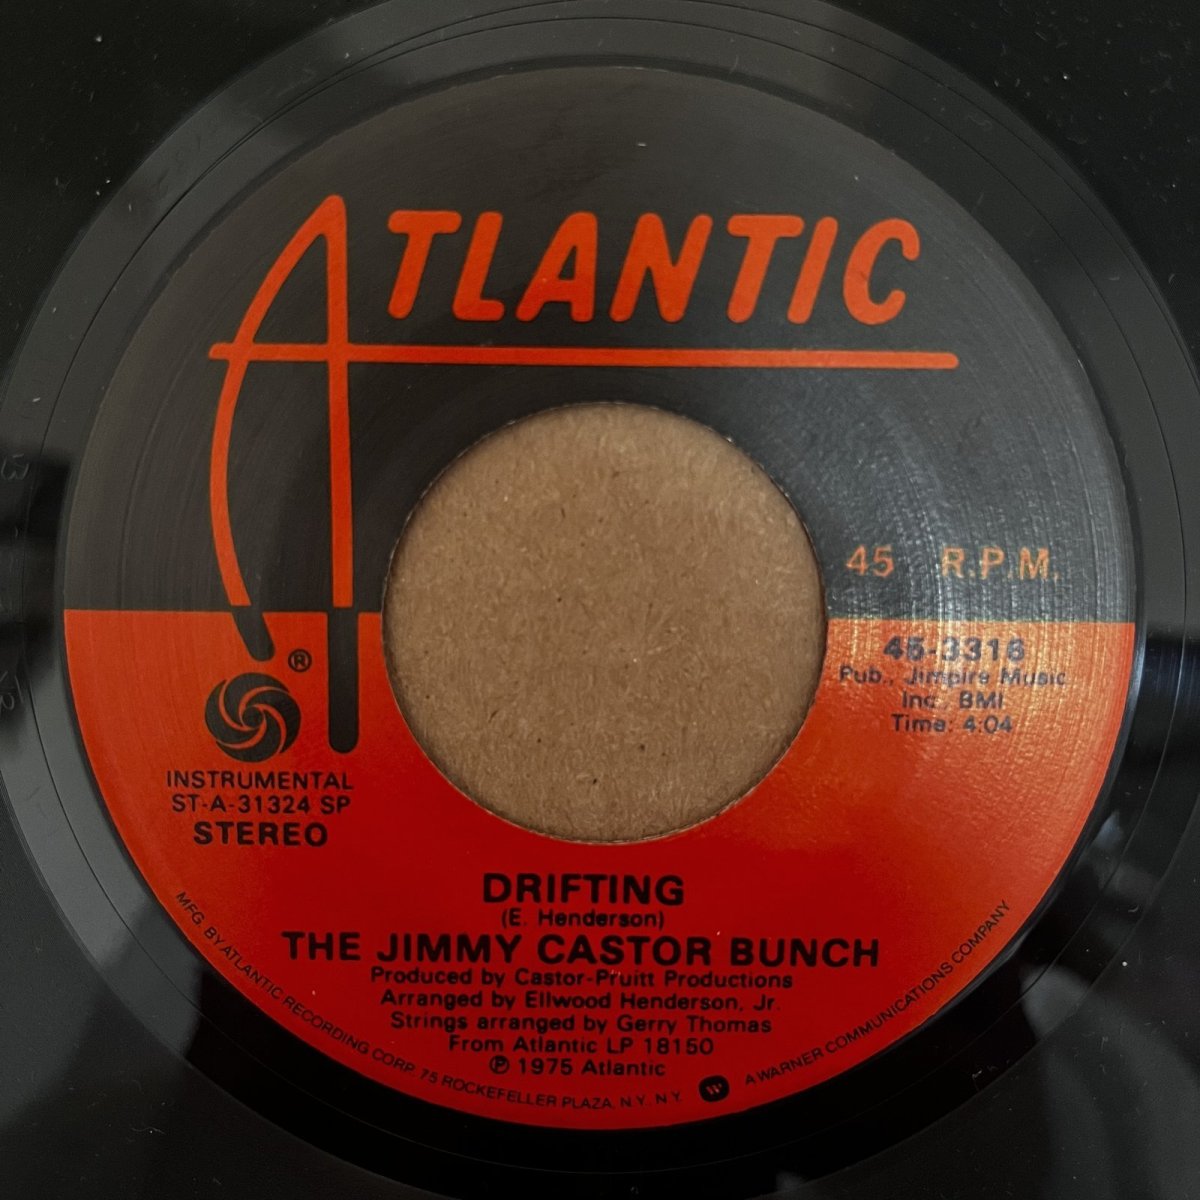 ATLANTIC
45 R.P.M.
45-3316
Pub., Jimpire Music
Inc. BMI
Time: 4:04
®
INSTRUMENTAL
ST-A-31324 SP
STEREO
DRIFTING
(E. Henderson)
THE JIMMY CASTOR BUNCH
Produced by Castor-Pruitt Productions
Arranged by Ellwood Henderson, Jr.
Strings arranged by Gerry Thomas
From Atlantic LP 18150
℗ 1975 Atlantic
MFG. BY ATLANTIC RECORDING CORP. 75 ROCKEFELLER PLAZA, N.Y., N.Y. A WARNER COMMUNICATIONS COMPANY